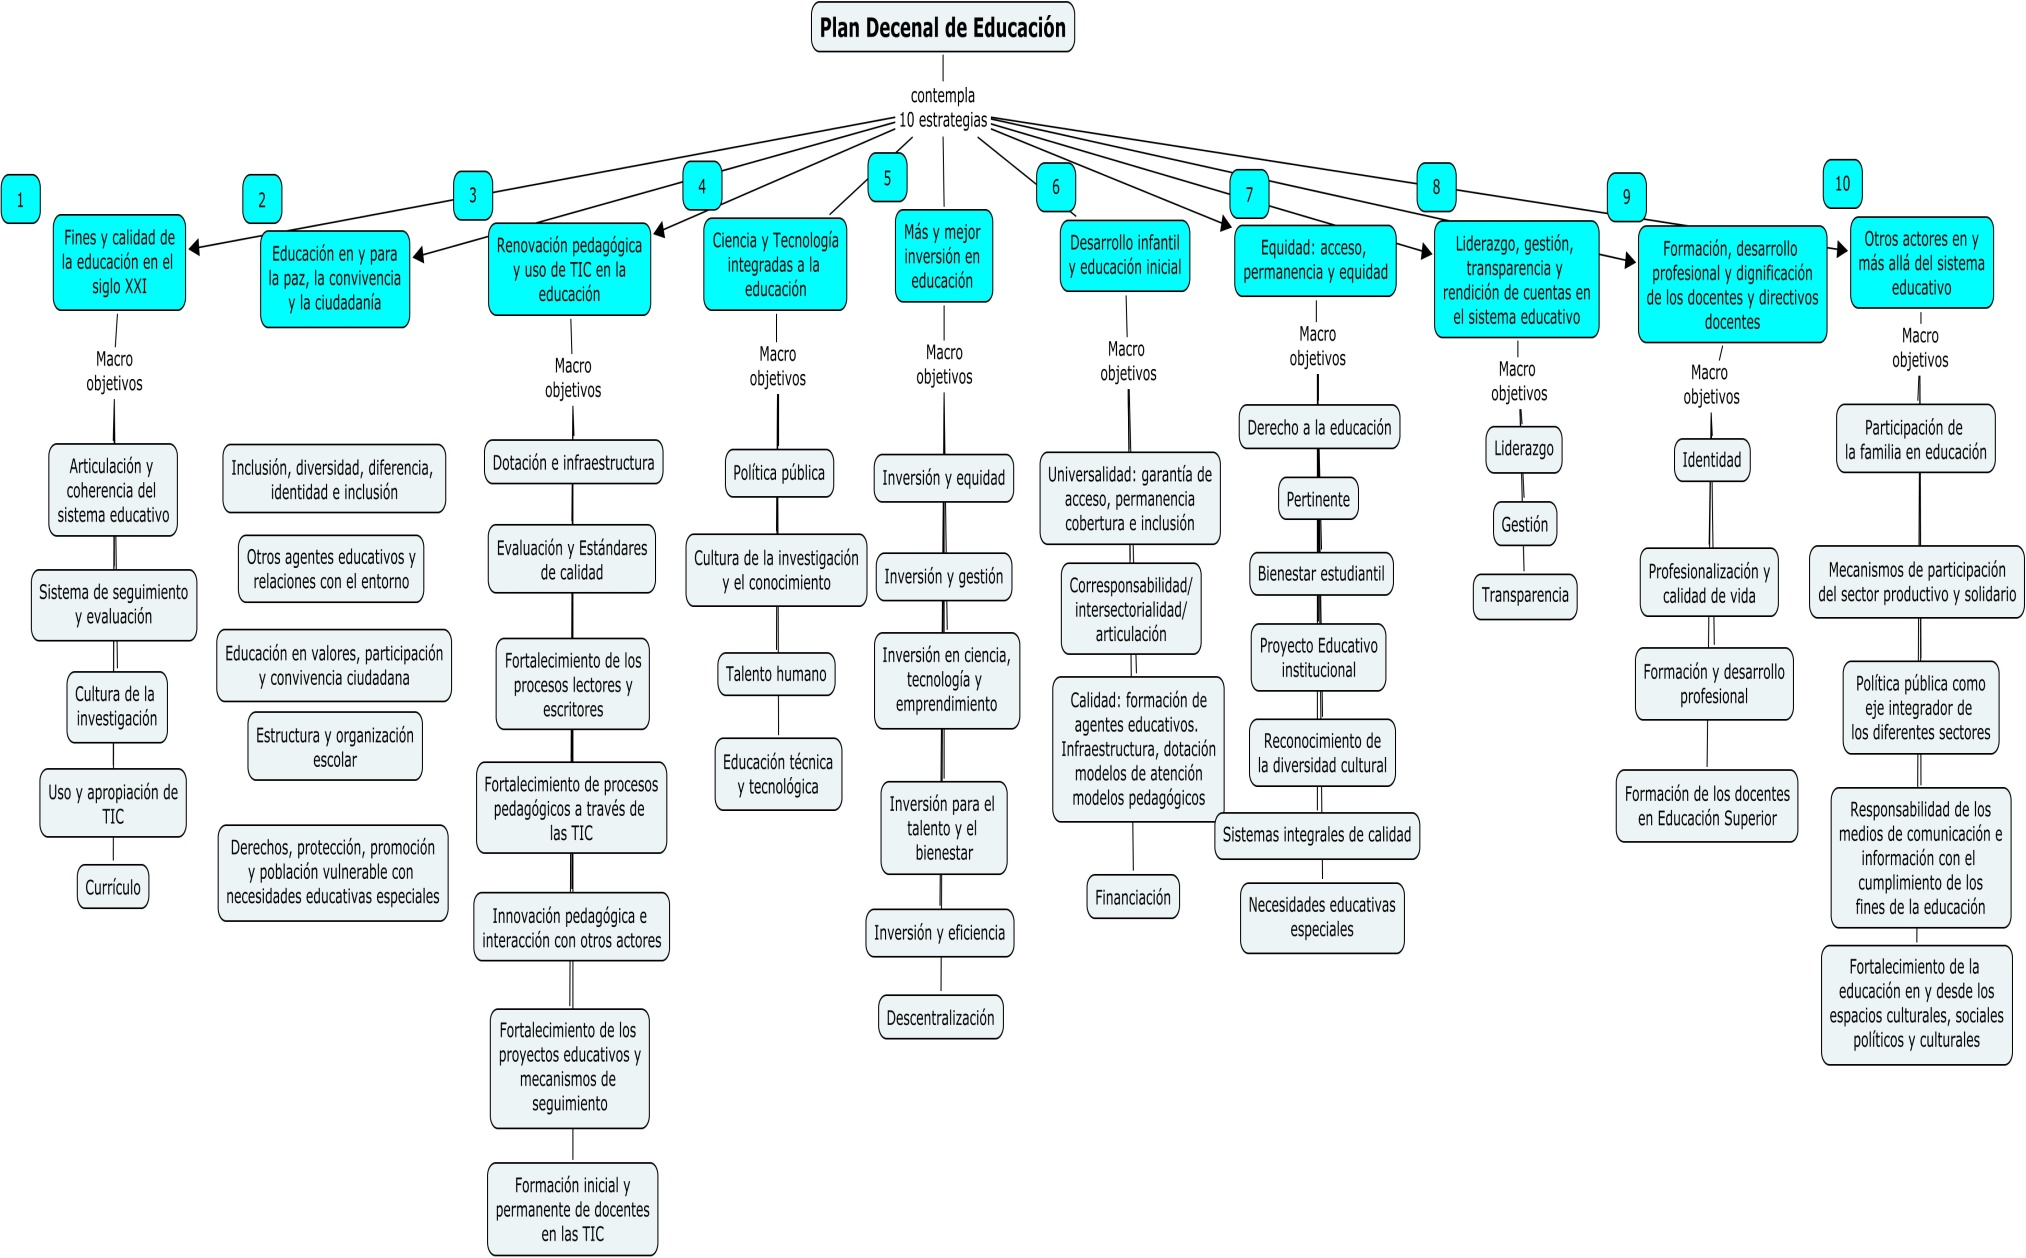 Plan Decenal de Educación
contempla
10 estrategias
1
Fines y calidad de
la educación en el
siglo XXI
Macro
objetivos
Articulación y
coherencia del
sistema educativo
Sistema de seguimiento
y evaluación
Cultura de la
investigación
Uso y apropiación de
TIC
Currículo
2
Educación en y para
la paz, la convivencia
y la ciudadanía
Inclusión, diversidad, diferencia,
identidad e inclusión
Otros agentes educativos y
relaciones con el entorno
Educación en valores, participación
y convivencia ciudadana
Estructura y organización
escolar
Derechos, protección, promoción
y población vulnerable con
necesidades educativas especiales
3
Renovación pedagógica
y uso de TIC en la
educación
Macro
objetivos
Dotación e infraestructura
Evaluación y Estándares
de calidad
Fortalecimiento de los
procesos lectores y
escritores
Fortalecimiento de procesos
pedagógicos a través de
las TIC
Innovación pedagógica e
interacción con otros actores
Fortalecimiento de los
proyectos educativos y
mecanismos de
seguimiento
Formación inicial y
permanente de docentes
en las TIC
4
Ciencia y Tecnología
integradas a la
educación
Macro
objetivos
Política pública
Cultura de la investigación
y el conocimiento
Talento humano
Educación técnica
y tecnológica
5
Más y mejor
inversión en
educación
Macro
objetivos
Inversión y equidad
Inversión y gestión
Inversión en ciencia,
tecnología y
emprendimiento
Inversión para el
talento y el
bienestar
Inversión y eficiencia
Descentralización
6
Desarrollo infantil
y educación inicial
Macro
objetivos
Universalidad: garantía de
acceso, permanencia
cobertura e inclusión
Corresponsabilidad/
intersectorialidad/
articulación
Calidad: formación de
agentes educativos.
Infraestructura, dotación
modelos de atención
modelos pedagógicos
Financiación
7
Equidad: acceso,
permanencia y equidad
Macro
objetivos
Derecho a la educación
Pertinente
Bienestar estudiantil
Proyecto Educativo
institucional
Reconocimiento de
la diversidad cultural
Sistemas integrales de calidad
Necesidades educativas
especiales
8
Liderazgo, gestión,
transparencia y
rendición de cuentas en
el sistema educativo
Macro
objetivos
Liderazgo
Gestión
Transparencia
9
Formación, desarrollo
profesional y dignificación
de los docentes y directivos
docentes
Macro
objetivos
Identidad
Profesionalización y
calidad de vida
Formación y desarrollo
profesional
Formación de los docentes
en Educación Superior
10
Otros actores en y
más allá del sistema
educativo
Macro
objetivos
Participación de
la familia en educación
Mecanismos de participación
del sector productivo y solidario
Política pública como
eje integrador de
los diferentes sectores
Responsabilidad de los
medios de comunicación e
información con el
cumplimiento de los
fines de la educación
Fortalecimiento de la
educación en y desde los
espacios culturales, sociales
políticos y culturales